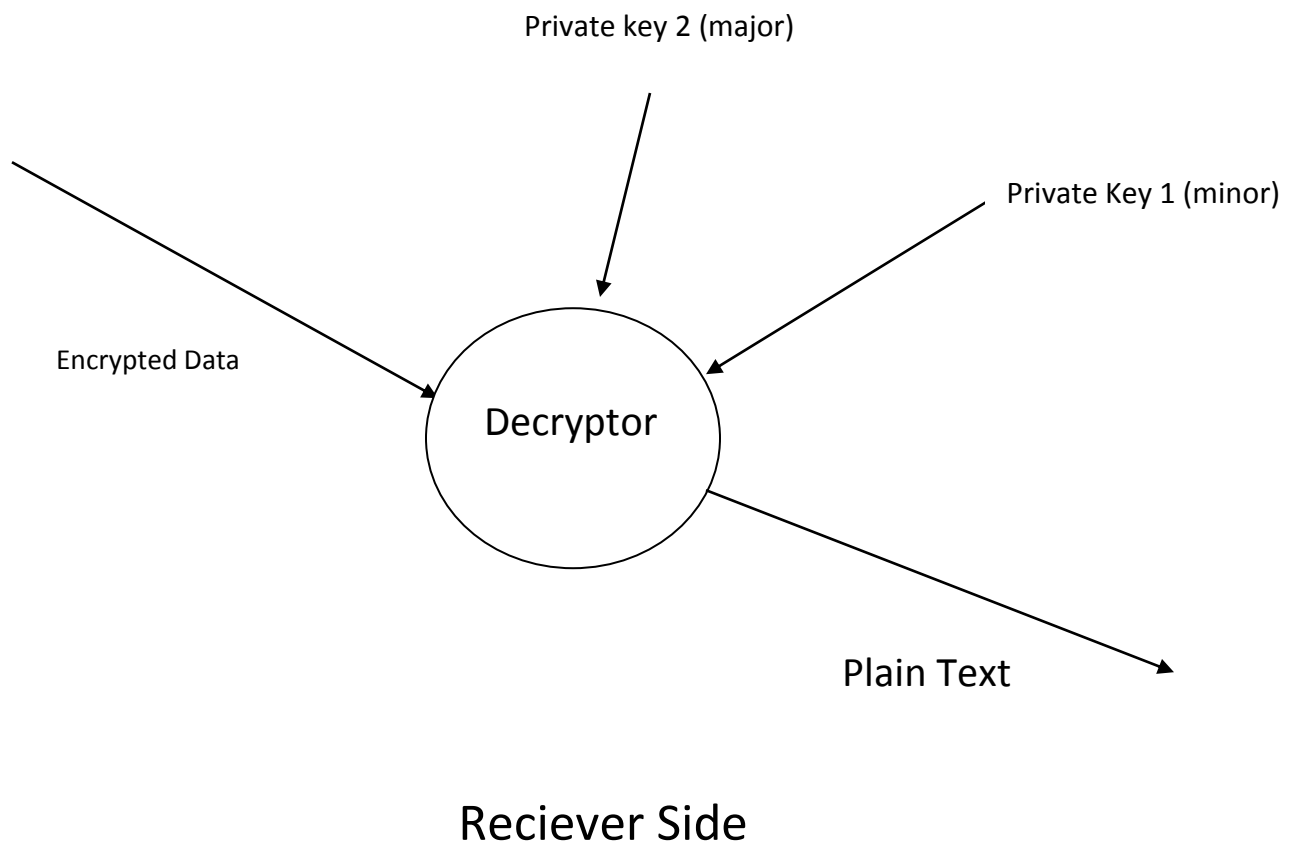 Private key 2 (major)
Private Key 1 (minor)
Encrypted Data
Decryptor
Plain Text
Reciever Side